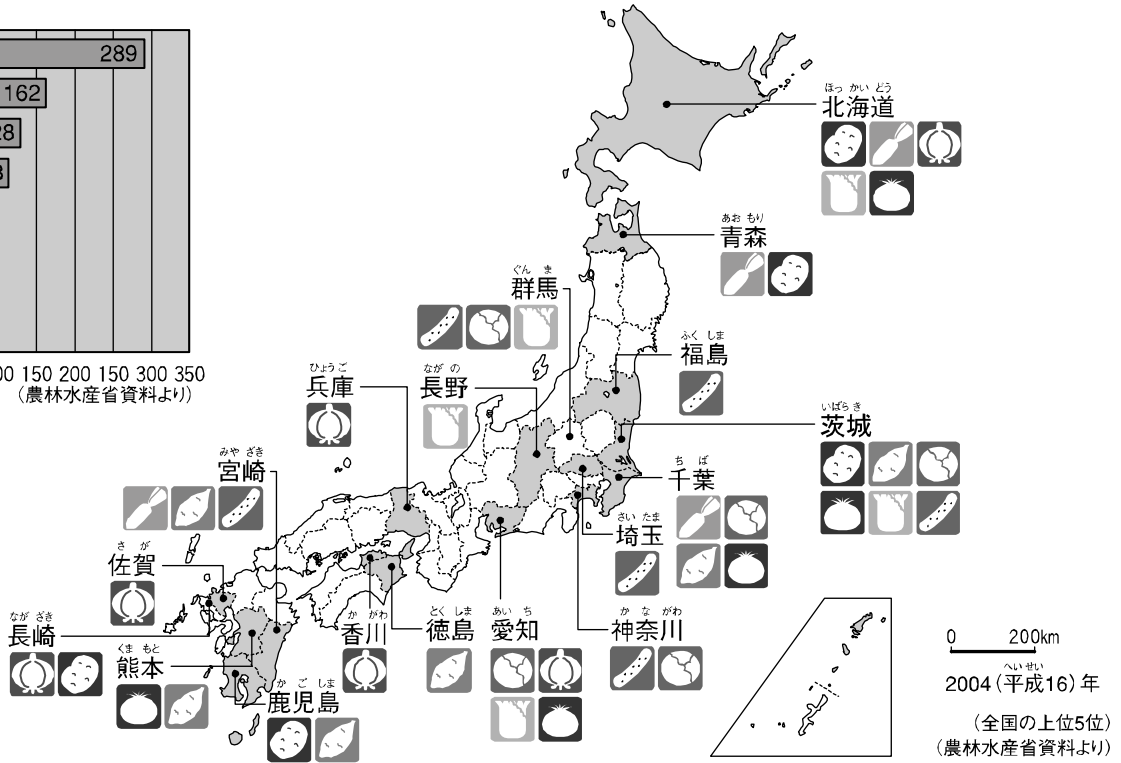 289
162
28
8
00 150 200 150 300 350
（農林水産省資料より）
ほっ かい どう
北海道
あお もり
青森
ぐん ま
群馬
ふく しま
福島
ひょう ご
兵庫
なが の
長野
いばら き
茨城
みや ざき
宮崎
ち ば
千葉
さい たま
埼玉
さ が
佐賀
なが ざき
長崎
くま もと
熊本
か ご しま
鹿児島
か がわ
香川
とく しま
徳島
あい ち
愛知
か な がわ
神奈川
0 200km
へい せい
2004（平成16）年
（全国の上位5位）
（農林水産省資料より）